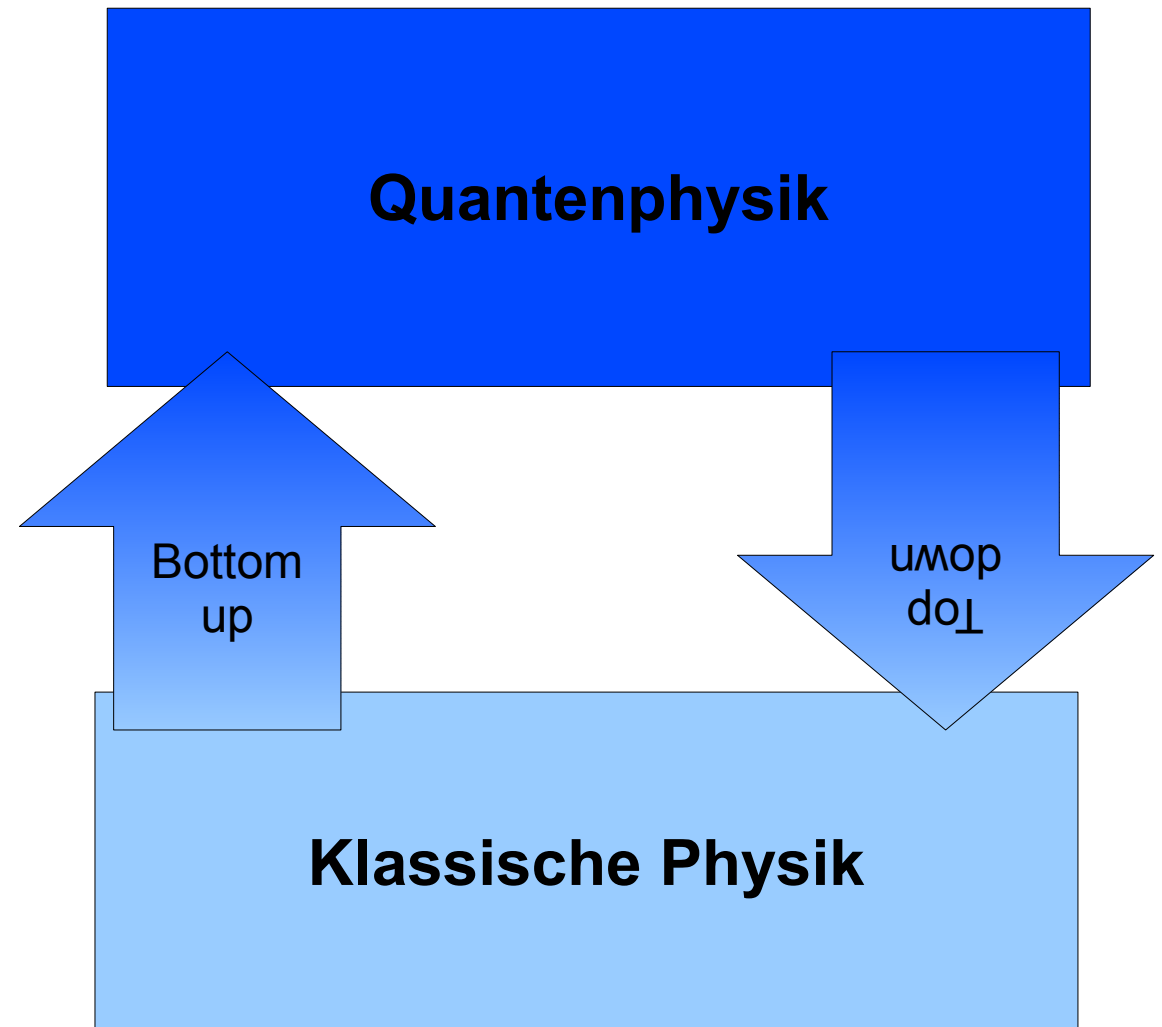 Quantenphysik
Bottom
up
Top
down
Klassische Physik